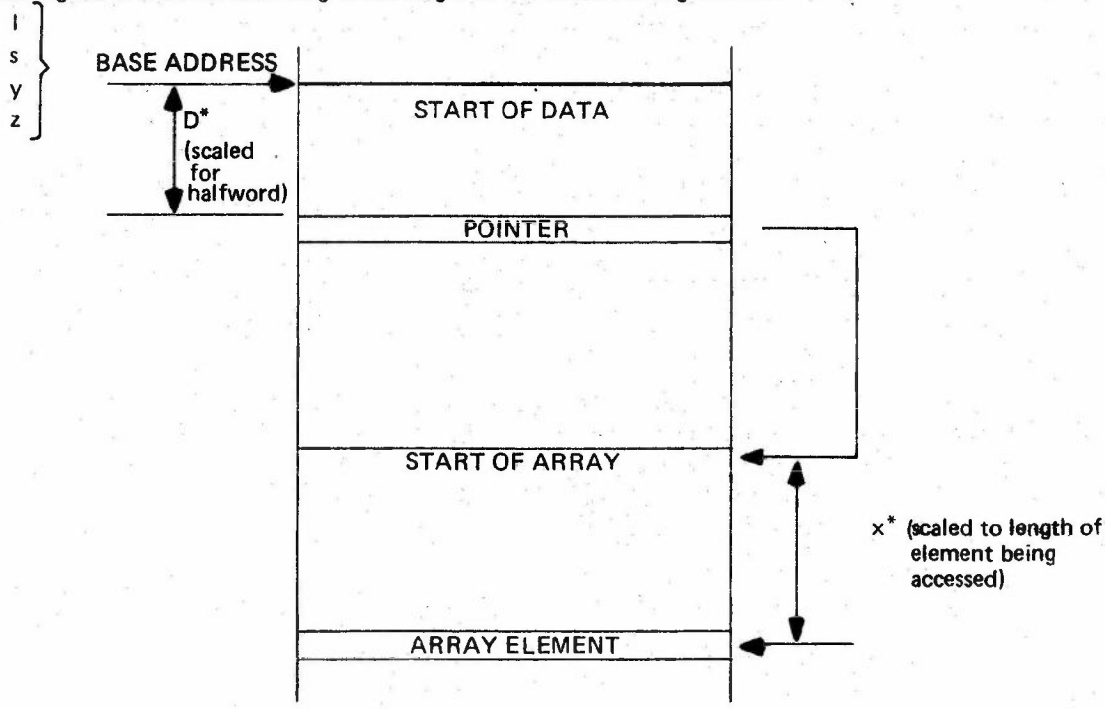 l
s
y
z
BASE ADDRESS
START OF DATA
D*
(scaled
for
halfword)
POINTER
START OF ARRAY
x* (scaled to length of
element being
accessed)
ARRAY ELEMENT